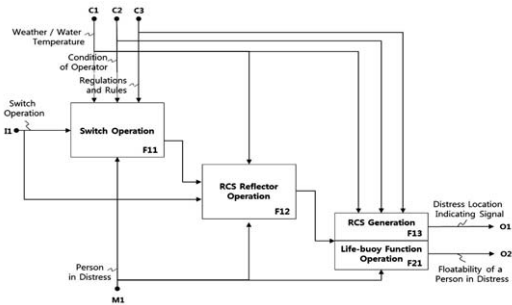 C1 C2 C3
Weather / Water
Temperature
Condition
of Operator
Regulations
and Rules
Switch
Operation
I1
Switch Operation
F11
RCS Reflector
Operation
F12
RCS Generation
F13
Distress Location
Indicating Signal
O1
Life-buoy Function
Operation
F21
O2
Floatability of a
Person in Distress
Person
in Distress
M1